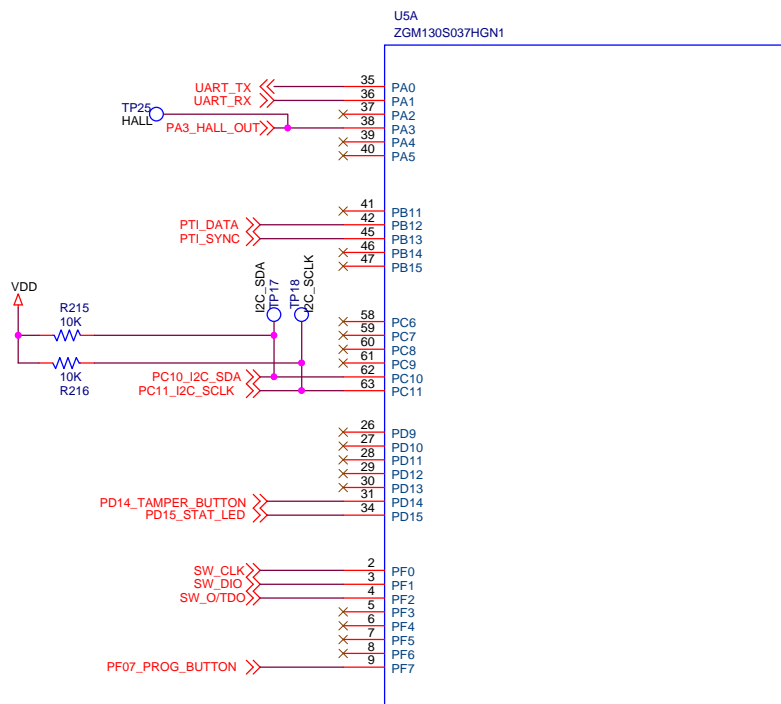 U5A
ZGM130S037HGN1
UART_TX 35 PA0
UART_RX 36 PA1
TP25 37 PA2
HALL
PA3_HALL_OUT 38 PA3
39 PA4
40 PA5
41 PB11
PTI_DATA 42 PB12
PTI_SYNC 45 PB13
46 PB14
47 PB15
I2C_SDA
TP17
TP18
I2C_SCLK
VDD
R215
10K
58 PC6
59 PC7
60 PC8
61 PC9
10K
R216
PC10_I2C_SDA 62 PC10
PC11_I2C_SCLK 63 PC11
26 PD9
27 PD10
28 PD11
29 PD12
30 PD13
PD14_TAMPER_BUTTON 31 PD14
PD15_STAT_LED 34 PD15
SW_CLK 2 PF0
SW_DIO 3 PF1
SW_O/TDO 4 PF2
5 PF3
6 PF4
7 PF5
8 PF6
PF07_PROG_BUTTON 9 PF7